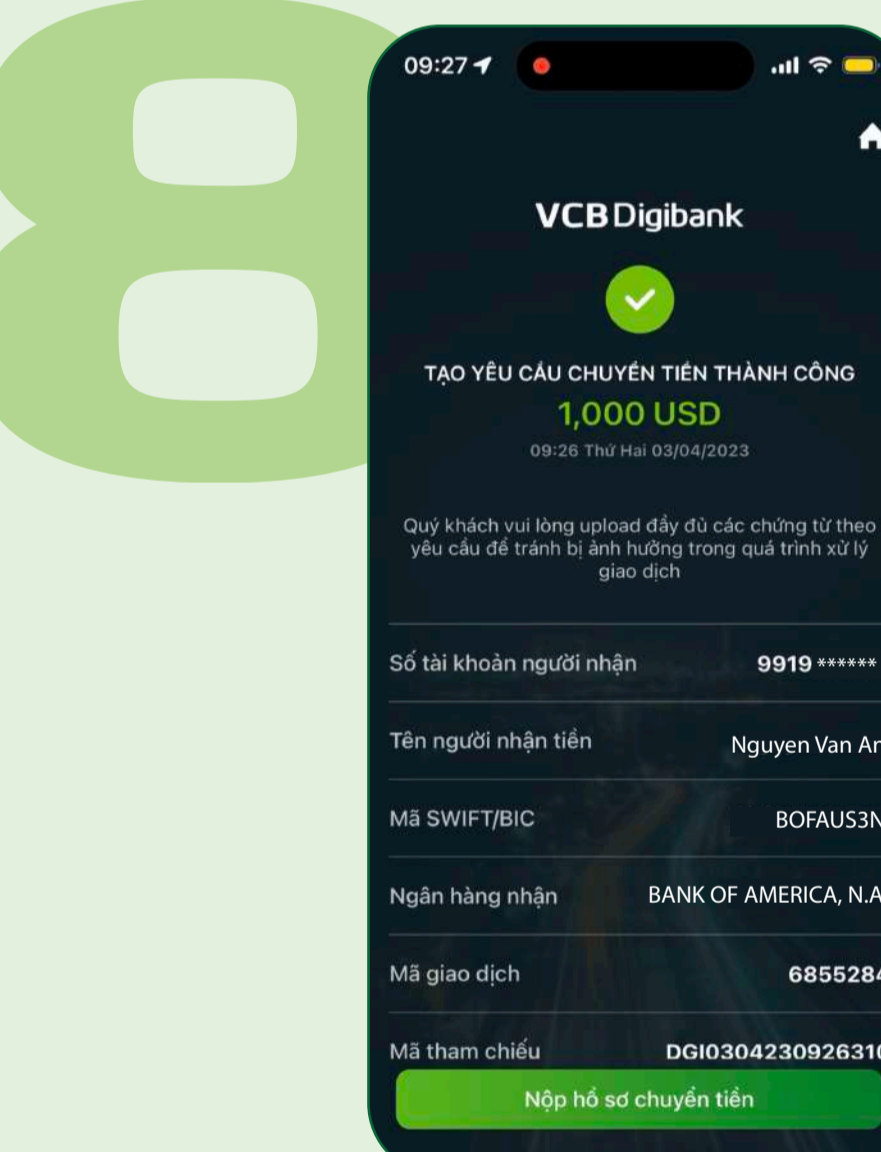 8
09:27
VCB Digibank
TẠO YÊU CẦU CHUYỂN TIỀN THÀNH CÔNG
1,000 USD
09:26 Thứ Hai 03/04/2023
Quý khách vui lòng upload đầy đủ các chứng từ theo
yêu cầu để tránh bị ảnh hưởng trong quá trình xử lý
giao dịch
Số tài khoản người nhận 9919 ******
Tên người nhận tiền Nguyen Van An
Mã SWIFT/BIC BOFAUS3N
Ngân hàng nhận BANK OF AMERICA, N.A
Mã giao dịch 6855284
Mã tham chiếu DGI0304230926310
Nộp hồ sơ chuyển tiền